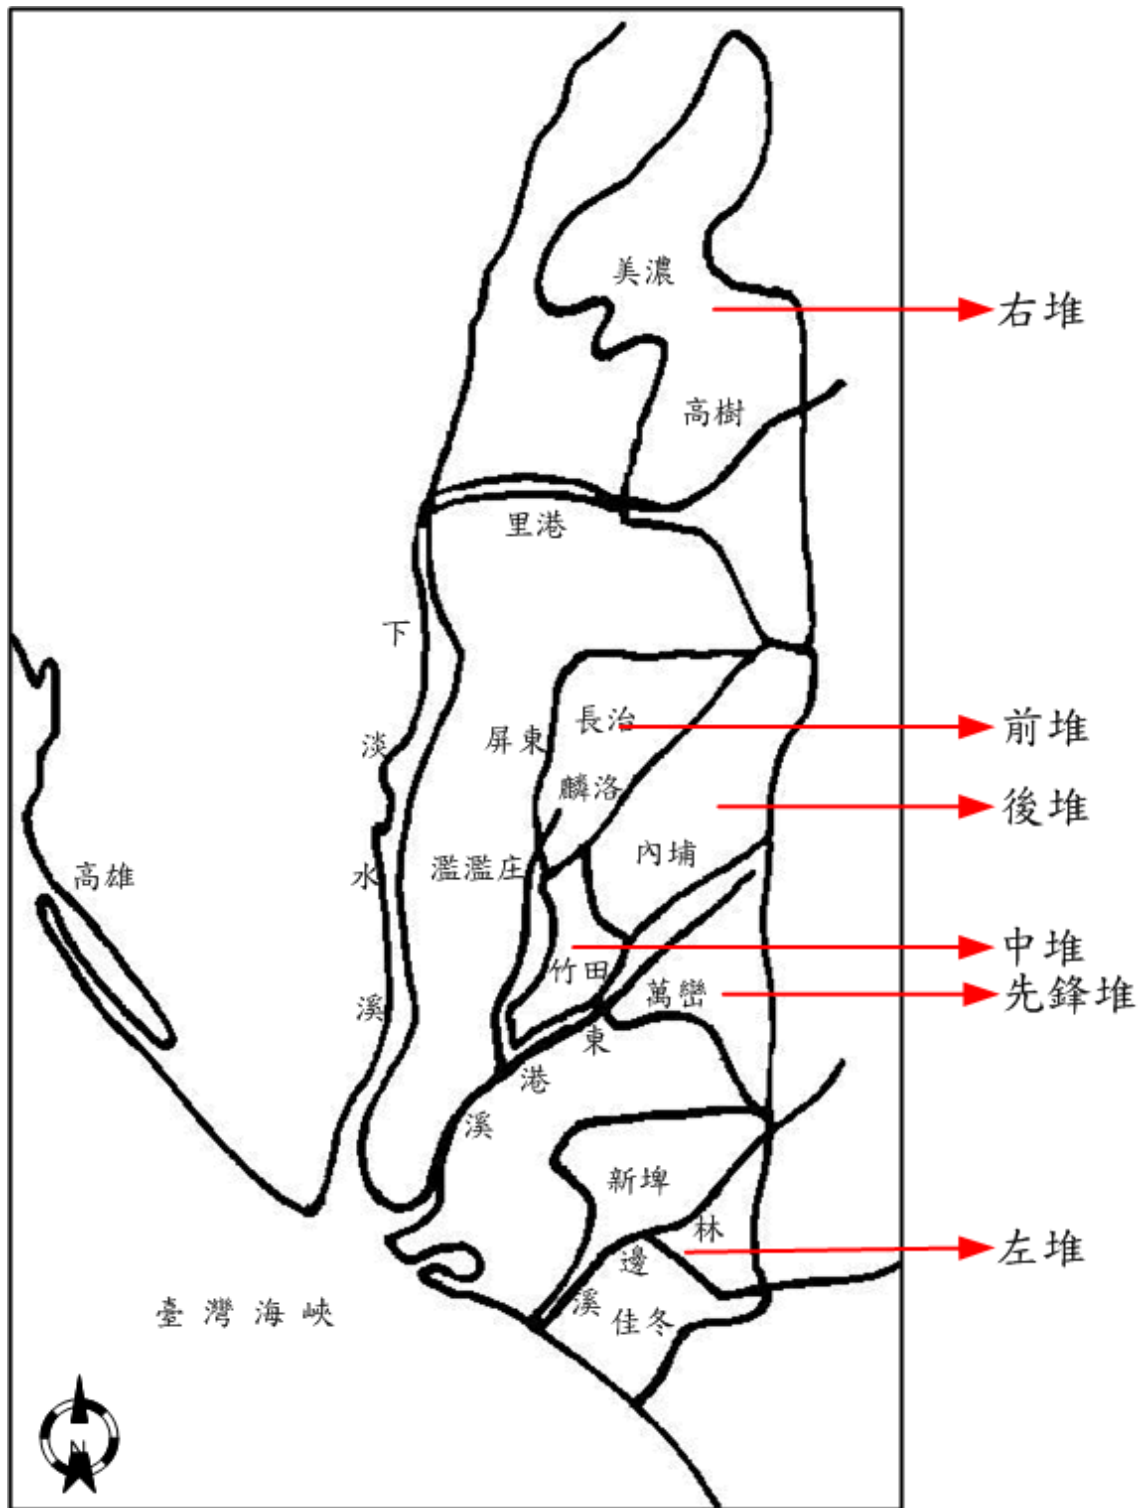 美濃
右堆
高樹
里港
下淡水溪
長治
屏東
前堆
麟洛
後堆
內埔
濫濫庄
高雄
中堆
竹田
萬巒
先鋒堆
東港溪
新埤
林邊溪
左堆
佳冬
臺灣海峽
N